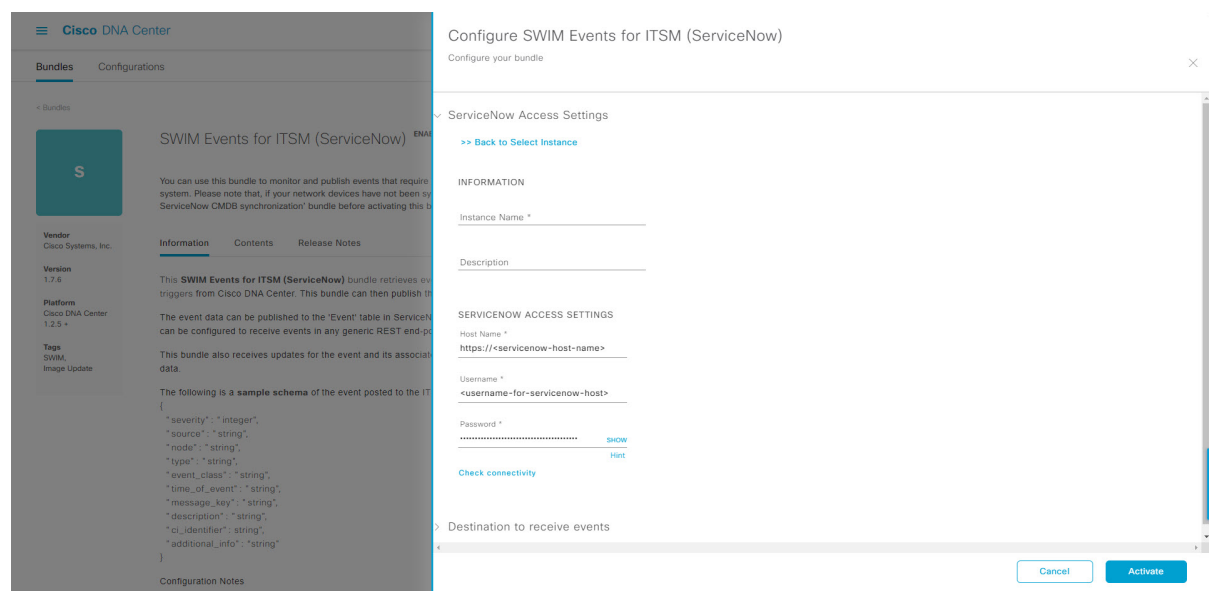 Cisco DNA Center
Bundles Configurations
< Bundles
S
SWIM Events for ITSM (ServiceNow)
You can use this bundle to monitor and publish events that require
system. Please note that, if your network devices have not been sy
ServiceNow CMDB synchronization' bundle before activating this b
Vendor
Cisco Systems, Inc.
Version
1.7.6
Platform
Cisco DNA Center
1.2.5 +
Tags
SWIM,
Image Update
Information Contents Release Notes
This SWIM Events for ITSM (ServiceNow) bundle retrieves ev
triggers from Cisco DNA Center. This bundle can then publish th
The event data can be published to the 'Event' table in ServiceN
can be configured to receive events in any generic REST end-po
This bundle also receives updates for the event and its associat
data.
The following is a sample schema of the event posted to the IT
{
"severity" : "integer",
"source" : "string",
"node" : "string",
"type" : "string",
"event_class" : "string",
"time_of_event" : "string",
"message_key" : "string",
"description" : "string",
"ci_identifier" : string",
"additional_info" : "string"
}
Configuration Notes
Configure SWIM Events for ITSM (ServiceNow)
Configure your bundle
ServiceNow Access Settings
>> Back to Select Instance
INFORMATION
Instance Name *
Description
SERVICENOW ACCESS SETTINGS
Host Name *
https://<servicenow-host-name>
Username *
<username-for-servicenow-host>
Password *
SHOW
Hint
Check connectivity
Destination to receive events
Cancel Activate